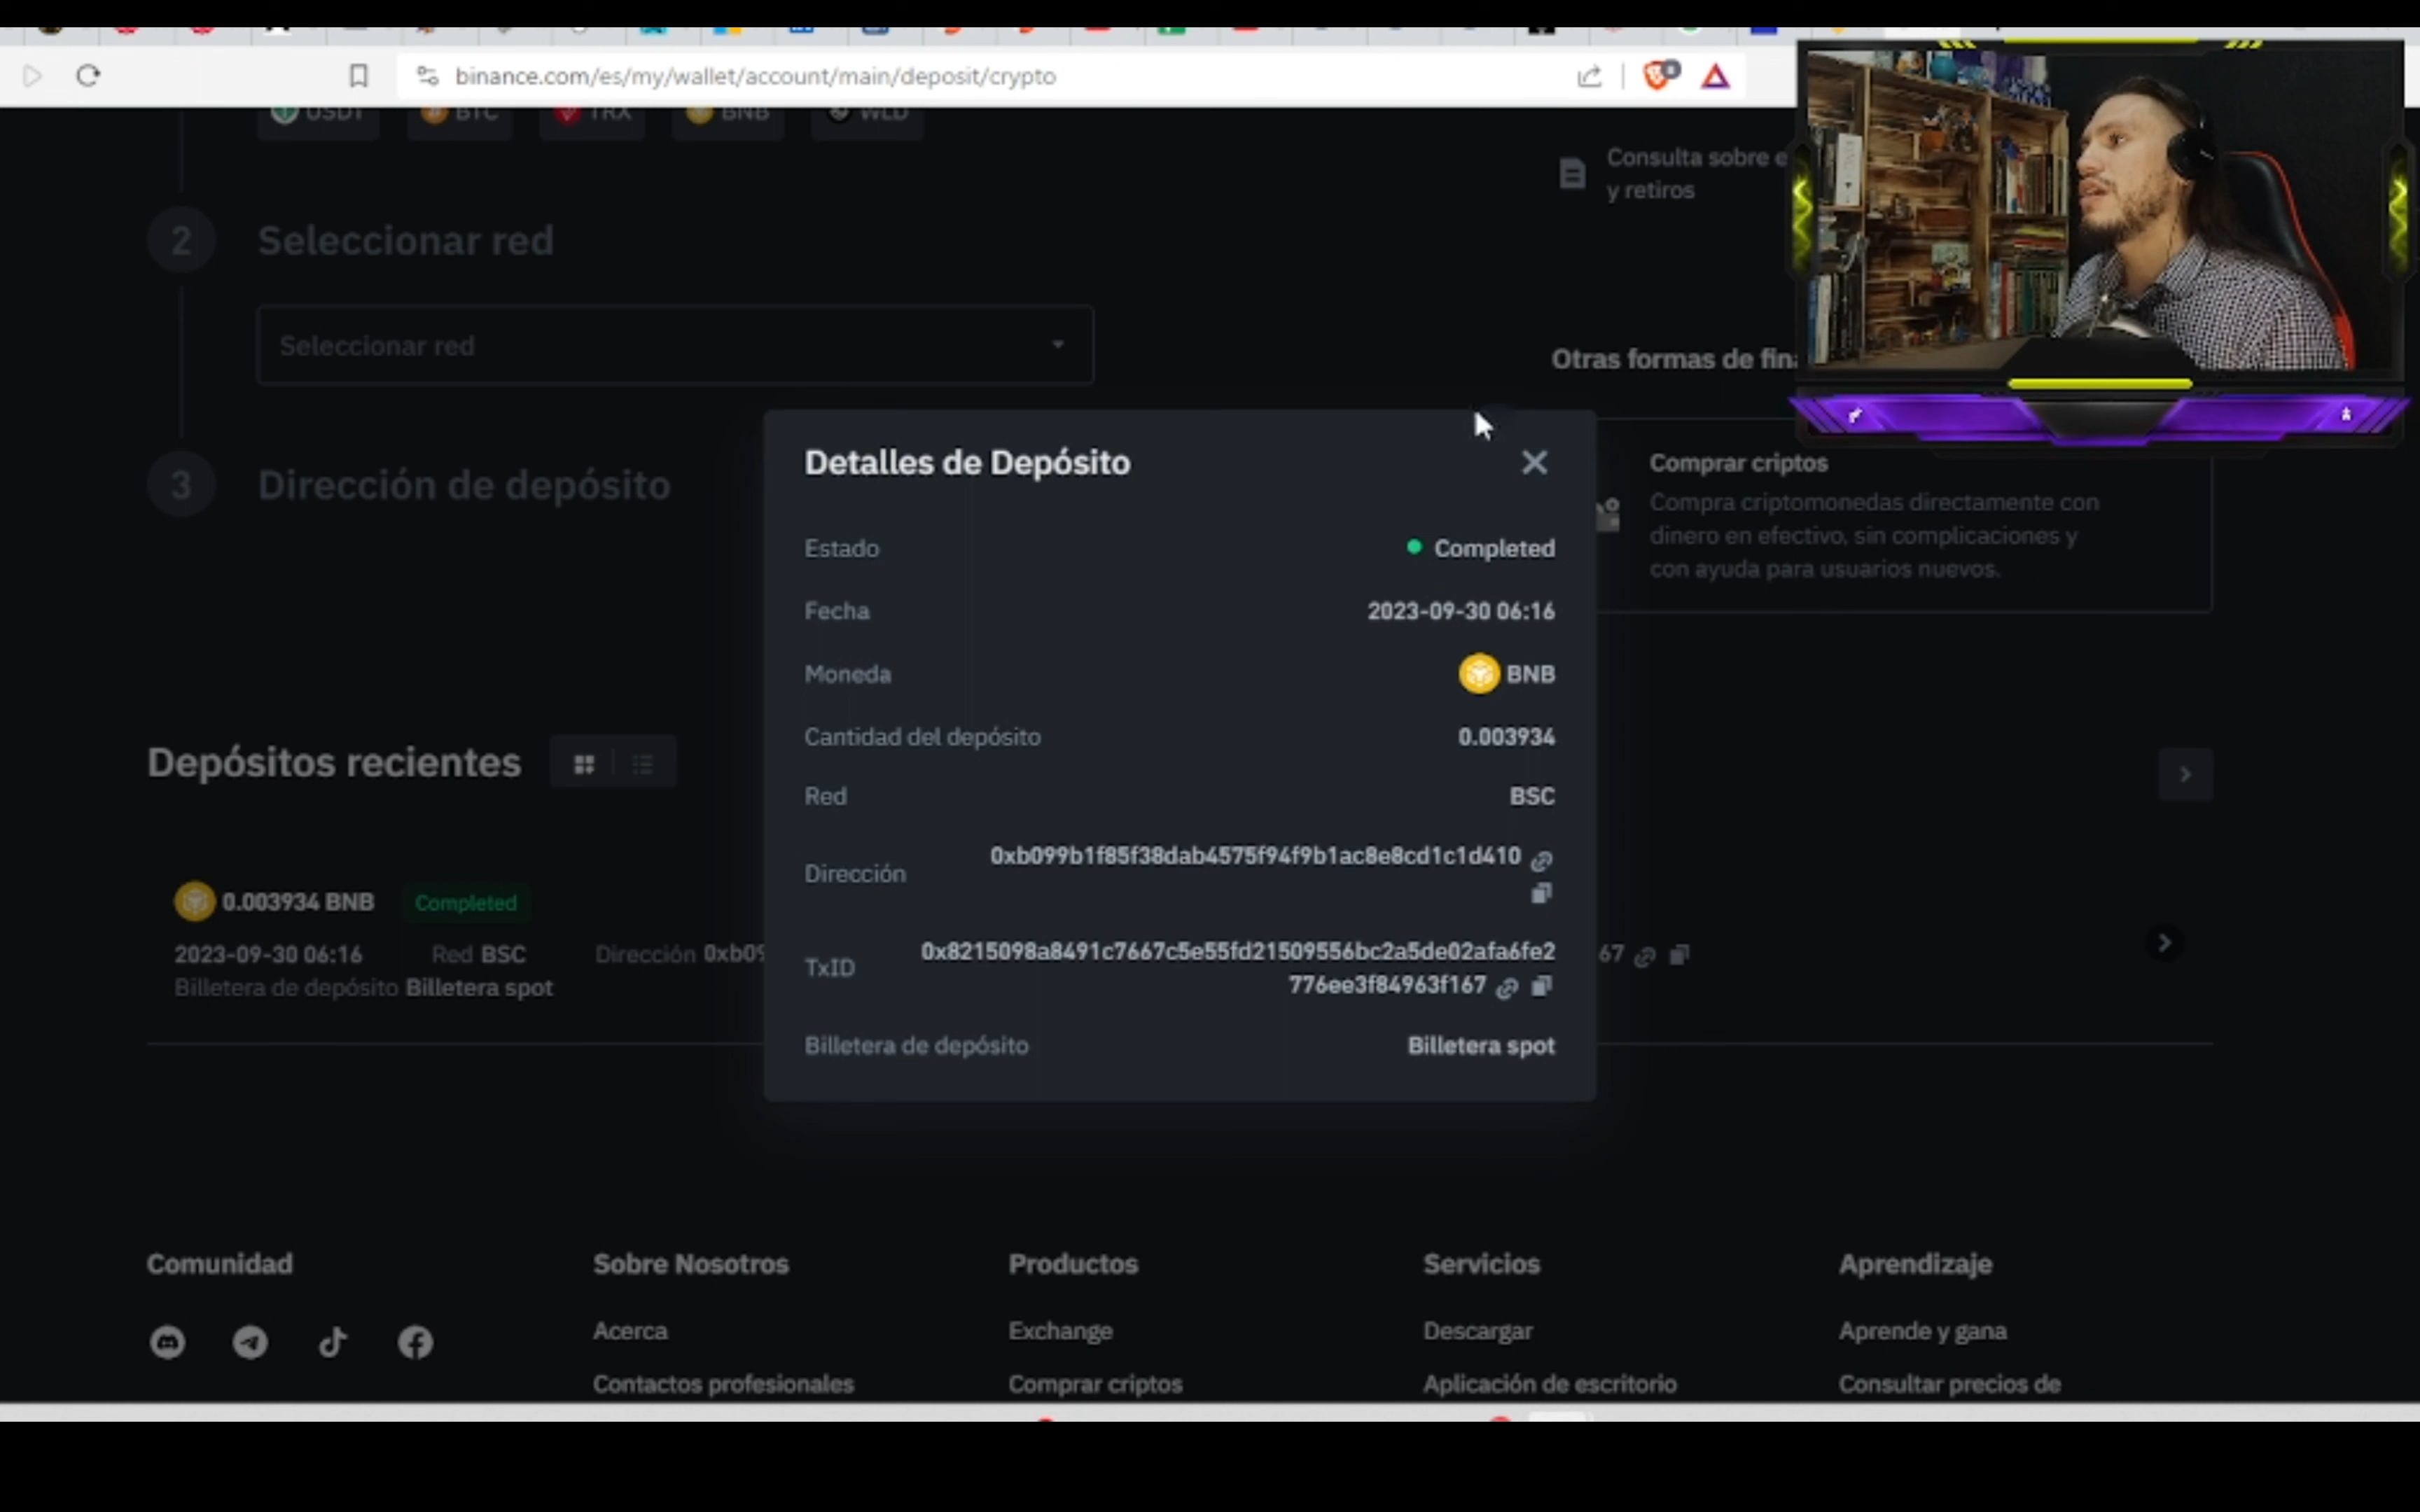 binance.com/es/my/wallet/account/main/deposit/crypto
USDT BTC TRX BNB WLD
Consulta sobre e
y retiros
2 Seleccionar red
Seleccionar red
Otras formas de fina
3 Dirección de depósito
Detalles de Depósito
Estado Completed
Fecha 2023-09-30 06:16
Moneda BNB
Cantidad del depósito 0.003934
Red BSC
Dirección 0xb099b1f85f38dab4575f94f9b1ac8e8cd1c1d410
TxID 0x8215098a8491c7667c5e55fd21509556bc2a5de02afa6fe2
776ee3f84963f167
Billetera de depósito Billetera spot
Comprar criptos
Compra criptomonedas directamente con
dinero en efectivo, sin complicaciones y
con ayuda para usuarios nuevos.
Depósitos recientes
0.003934 BNB Completed
2023-09-30 06:16 Red BSC Dirección 0xb09 67
Billetera de depósito Billetera spot
Comunidad
Sobre Nosotros
Acerca
Contactos profesionales
Productos
Exchange
Comprar criptos
Servicios
Descargar
Aplicación de escritorio
Aprendizaje
Aprende y gana
Consultar precios de